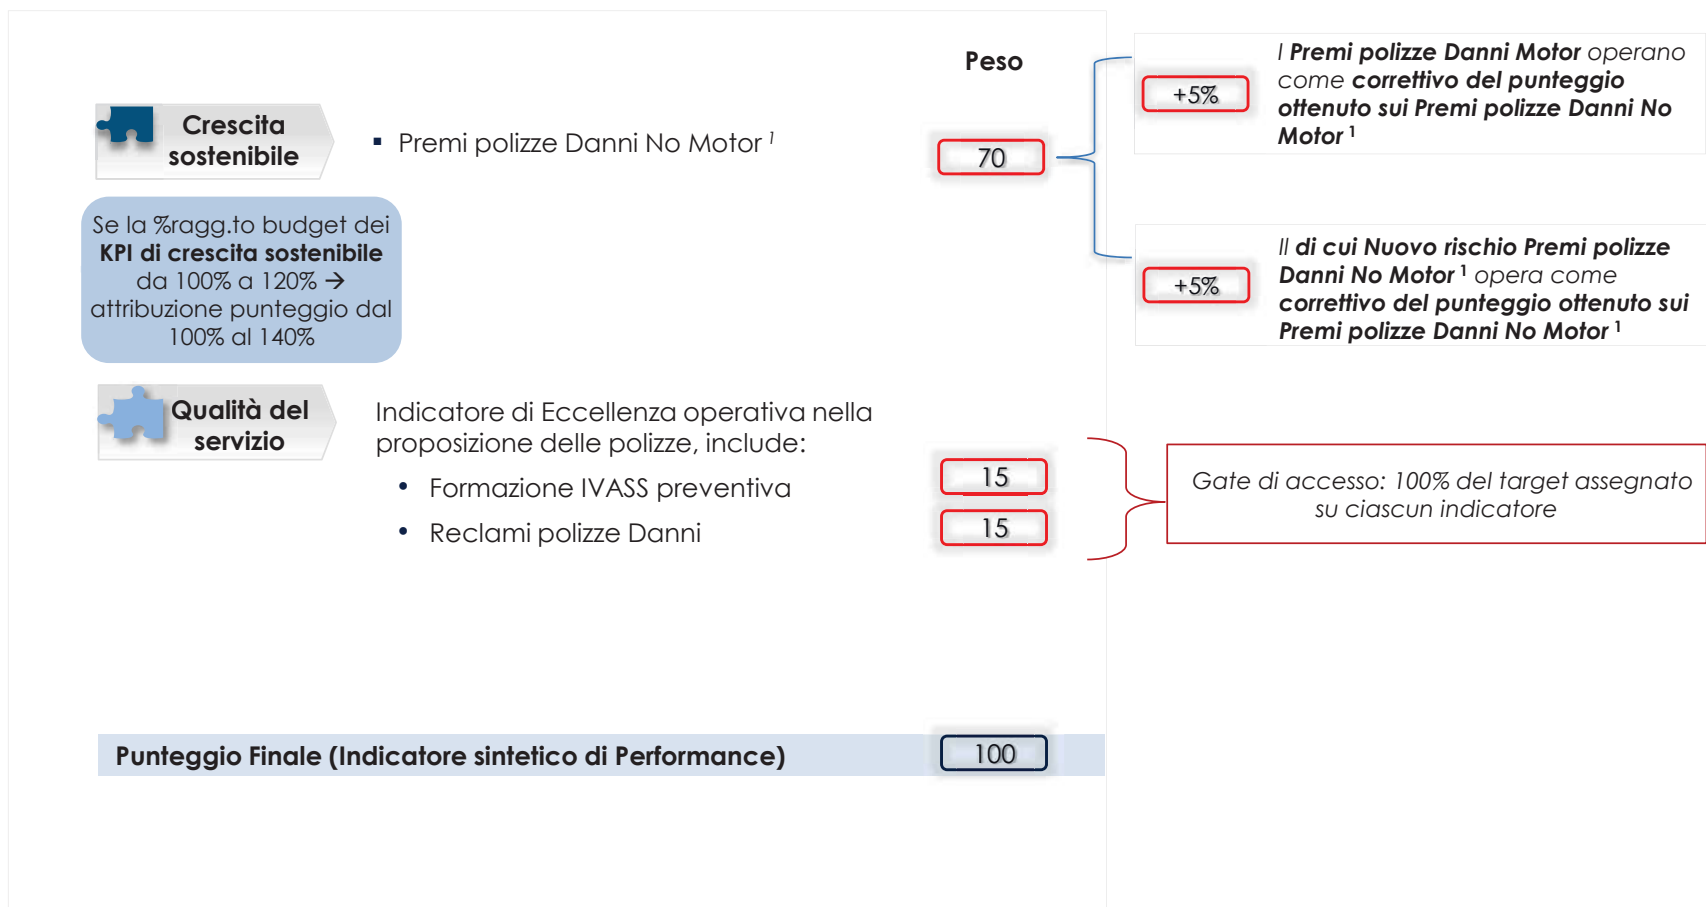 Peso
Crescita
sostenibile
▪ Premi polizze Danni No Motor 1
70
+5%
I Premi polizze Danni Motor operano
come correttivo del punteggio
ottenuto sui Premi polizze Danni No
Motor 1
Se la %ragg.to budget dei
KPI di crescita sostenibile
da 100% a 120% →
attribuzione punteggio dal
100% al 140%
+5%
Il di cui Nuovo rischio Premi polizze
Danni No Motor 1 opera come
correttivo del punteggio ottenuto sui
Premi polizze Danni No Motor 1
Qualità del
servizio
Indicatore di Eccellenza operativa nella
proposizione delle polizze, include:
• Formazione IVASS preventiva
15
• Reclami polizze Danni
15
Gate di accesso: 100% del target assegnato
su ciascun indicatore
Punteggio Finale (Indicatore sintetico di Performance)
100